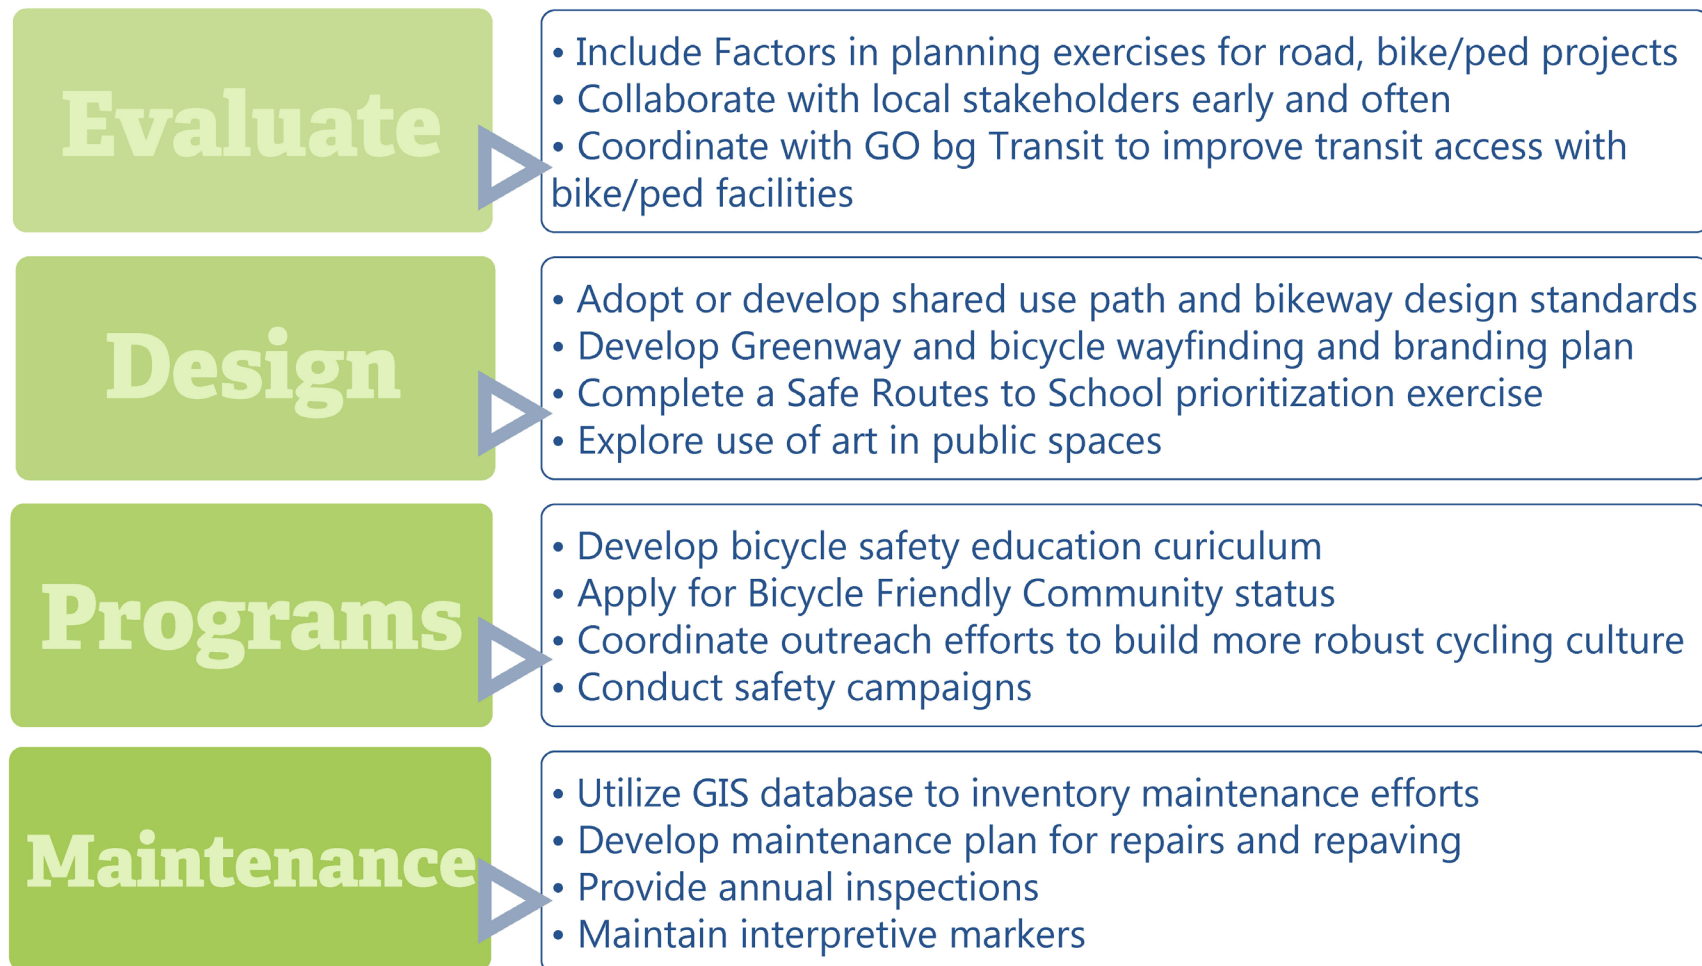 Evaluate
• Include Factors in planning exercises for road, bike/ped projects
• Collaborate with local stakeholders early and often
• Coordinate with GO bg Transit to improve transit access with
bike/ped facilities
Design
• Adopt or develop shared use path and bikeway design standards
• Develop Greenway and bicycle wayfinding and branding plan
• Complete a Safe Routes to School prioritization exercise
• Explore use of art in public spaces
Programs
• Develop bicycle safety education curiculum
• Apply for Bicycle Friendly Community status
• Coordinate outreach efforts to build more robust cycling culture
• Conduct safety campaigns
Maintenance
• Utilize GIS database to inventory maintenance efforts
• Develop maintenance plan for repairs and repaving
• Provide annual inspections
• Maintain interpretive markers